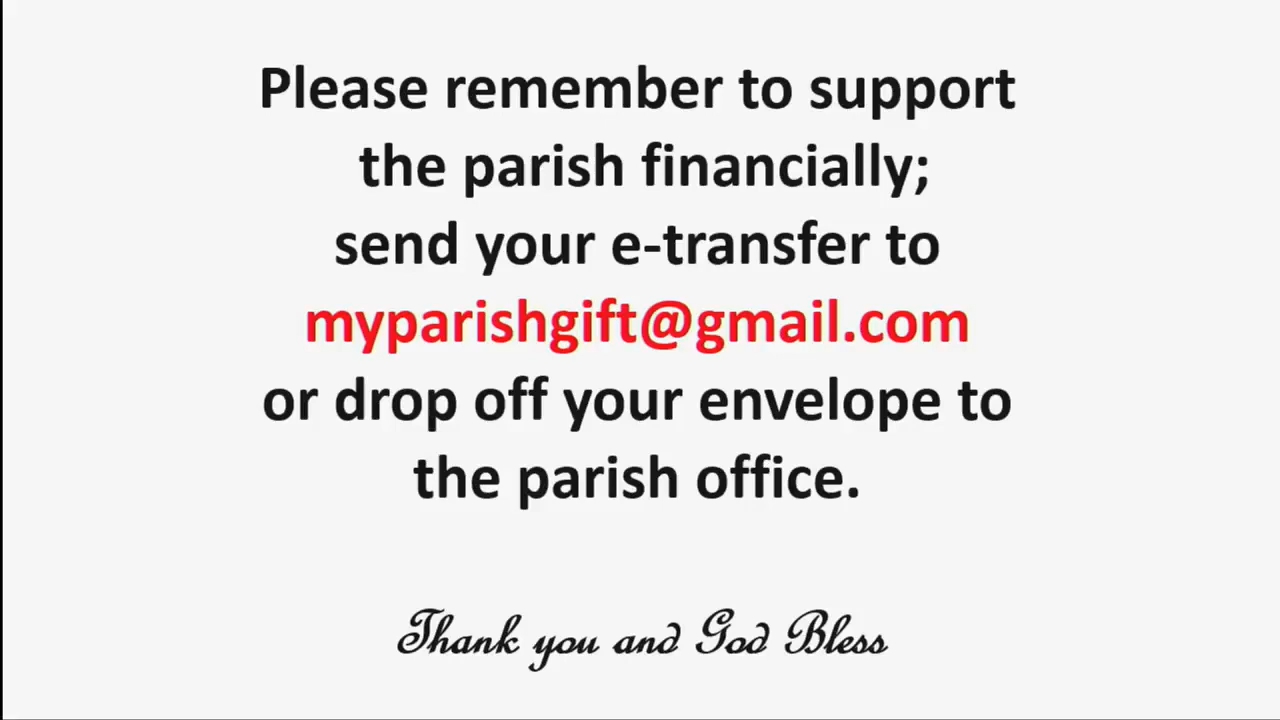 Please remember to support
the parish financially;
send your e-transfer to
myparishgift@gmail.com
or drop off your envelope to
the parish office.
Thank you and God Bless